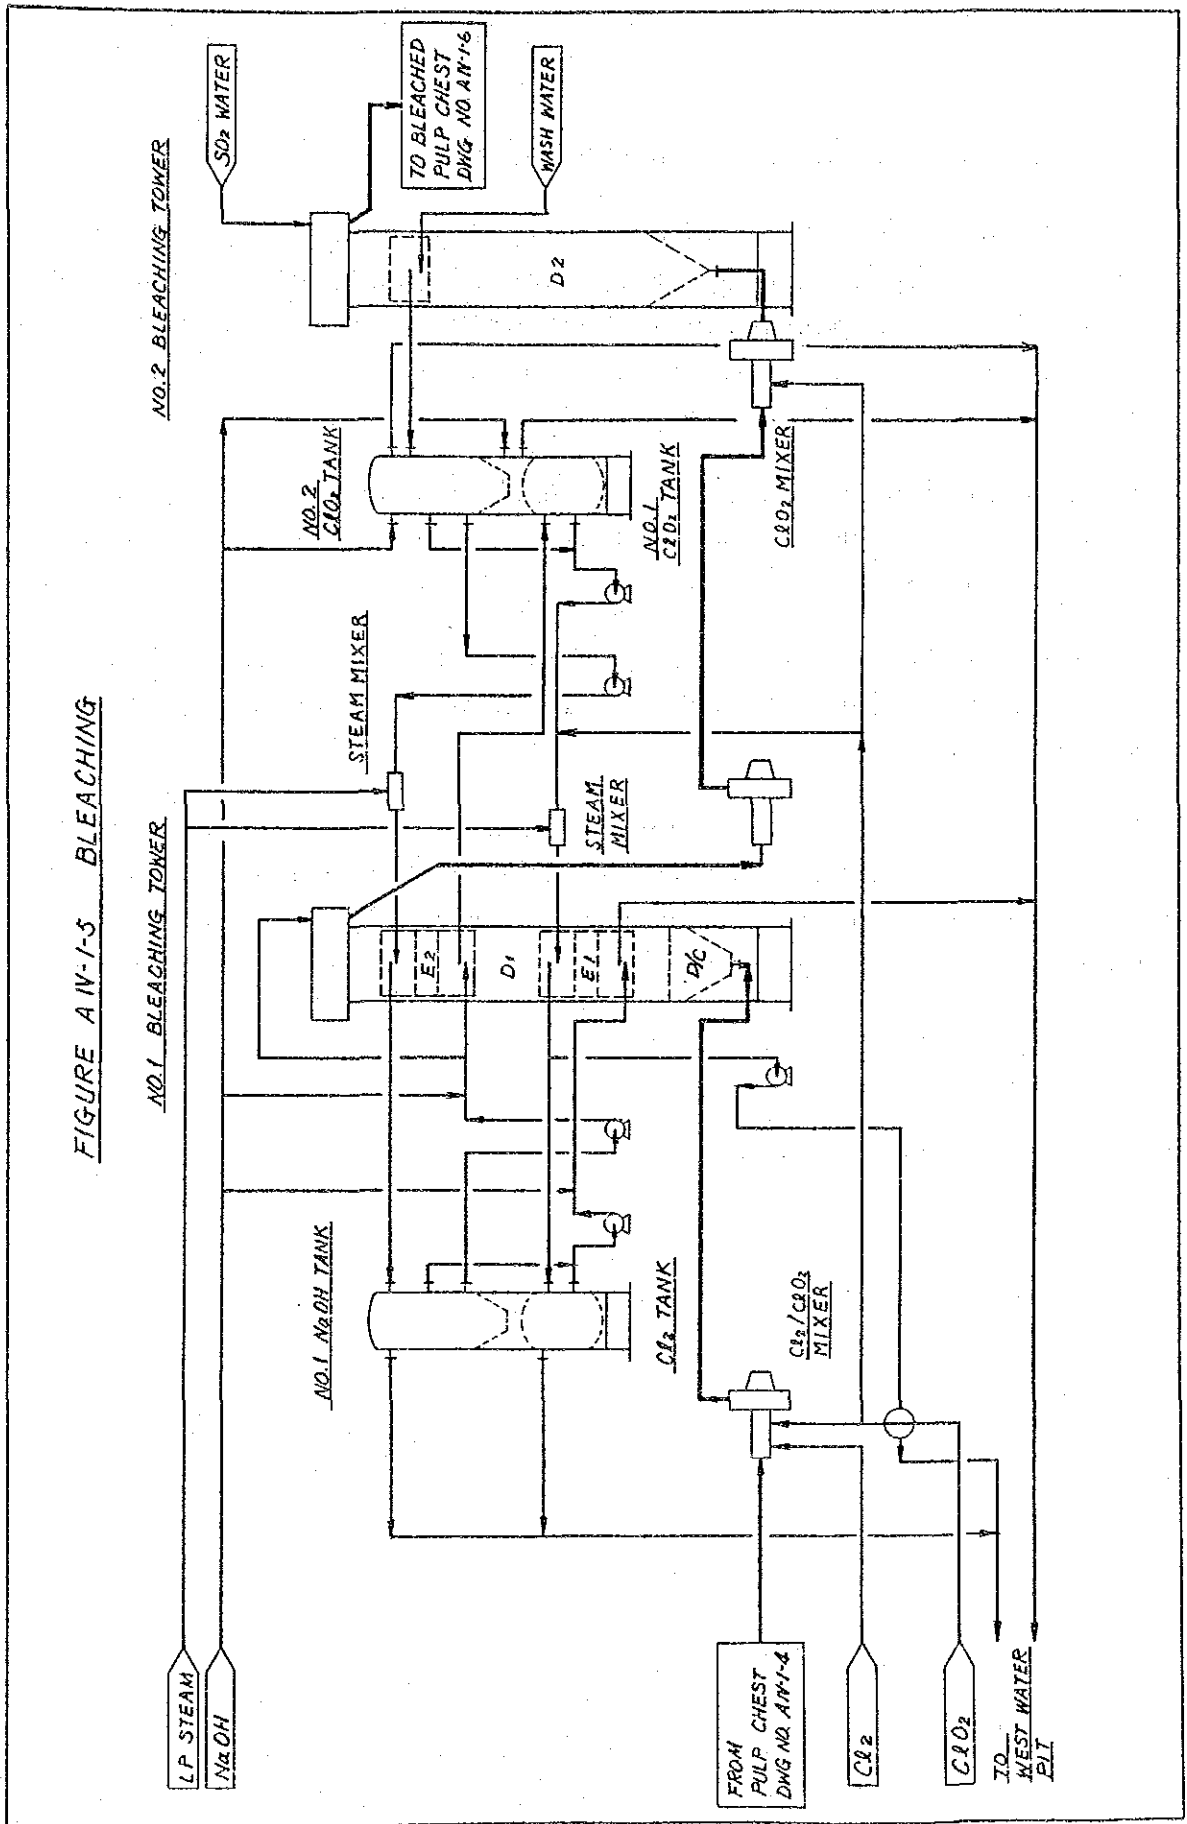 FIGURE A IV-1-5 BLEACHING
LP STEAM
NaOH
NO.1 BLEACHING TOWER
NO.2 BLEACHING TOWER
SO2 WATER
TO BLEACHED
PULP CHEST
DWG NO. AIV-1-6
WASH WATER
STEAM MIXER
NO.2
ClO2 TANK
NO.1 NaOH TANK
E2
D1
E1
D/C
D2
STEAM
MIXER
NO.1
ClO2 TANK
Cl2 TANK
Cl2/ClO2
MIXER
ClO2 MIXER
FROM
PULP CHEST
DWG NO. AIV-1-4
Cl2
ClO2
TO
WEST WATER
PIT